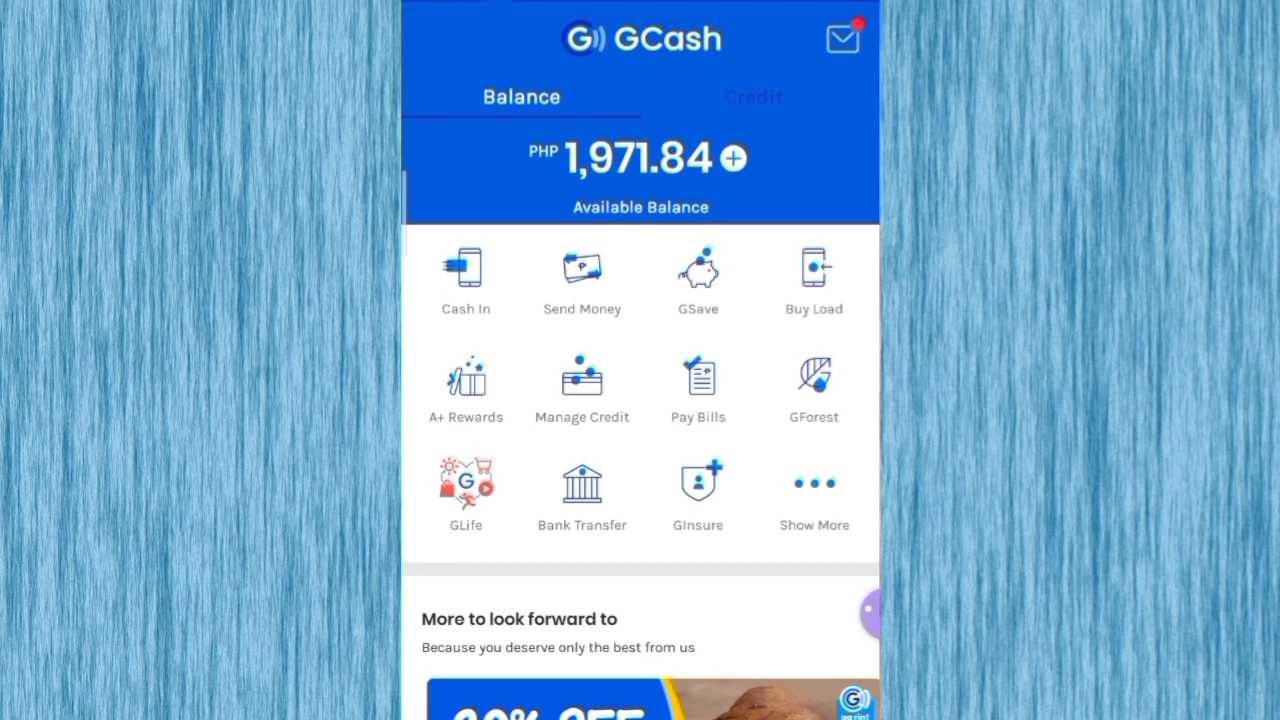 GCash
Balance Credit
PHP 1,971.84
Available Balance
Cash In Send Money GSave Buy Load
A+ Rewards Manage Credit Pay Bills GForest
GLife Bank Transfer GInsure Show More
More to look forward to
Because you deserve only the best from us